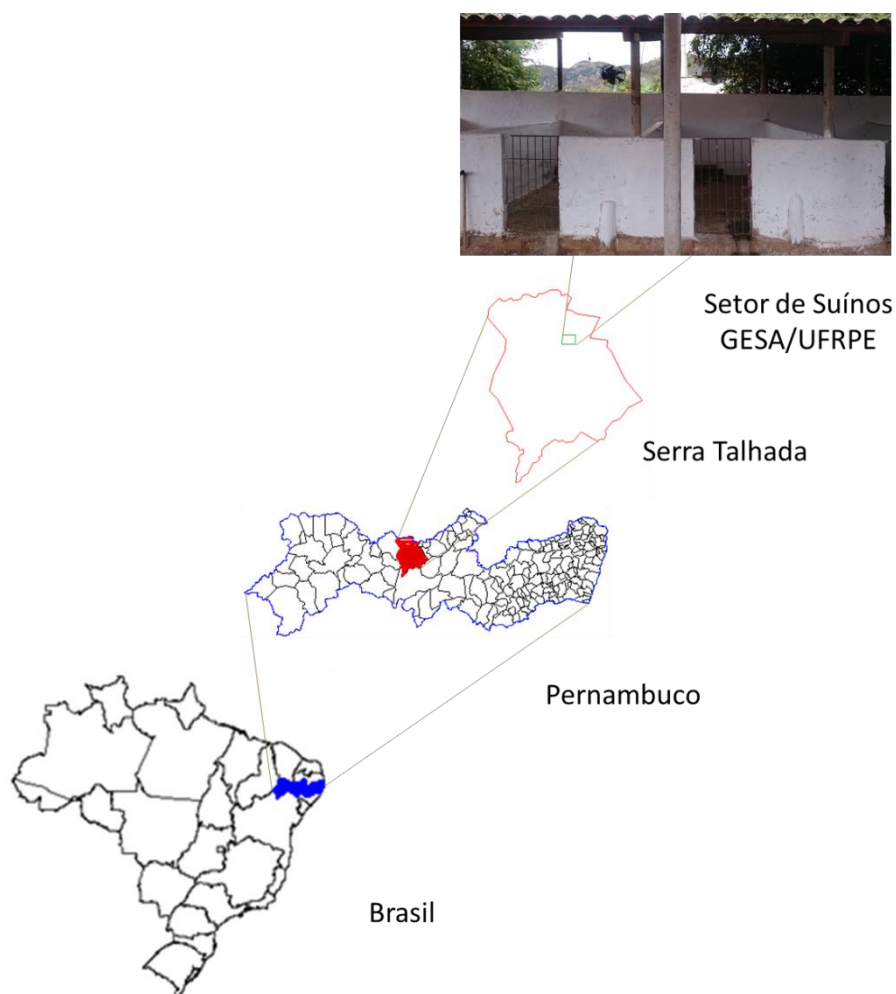 Setor de Suínos
GESA/UFRPE
Serra Talhada
Pernambuco
Brasil